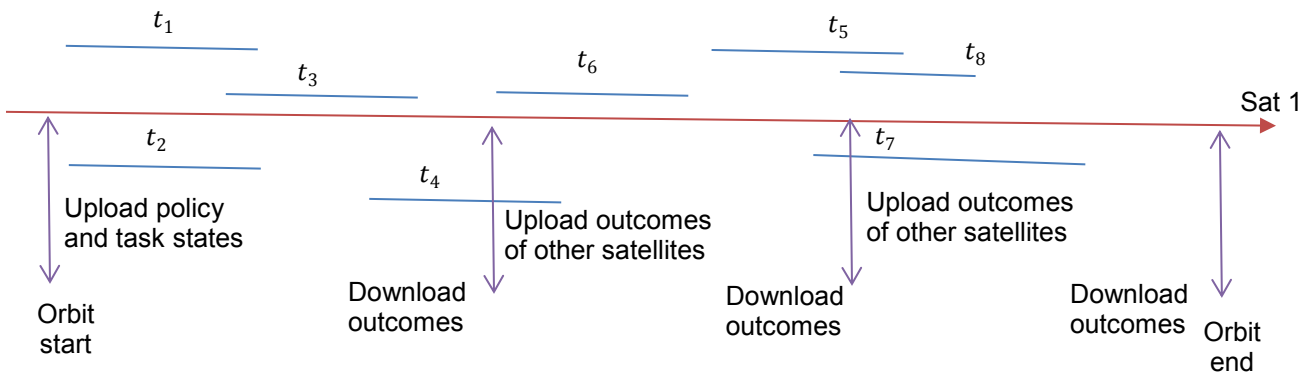 t₁
t₅
t₈
t₃
t₆
Sat 1
t₂
t₇
t₄
Upload policy
and task states
Upload outcomes
of other satellites
Upload outcomes
of other satellites
Orbit
start
Download
outcomes
Download
outcomes
Download
outcomes
Orbit
end